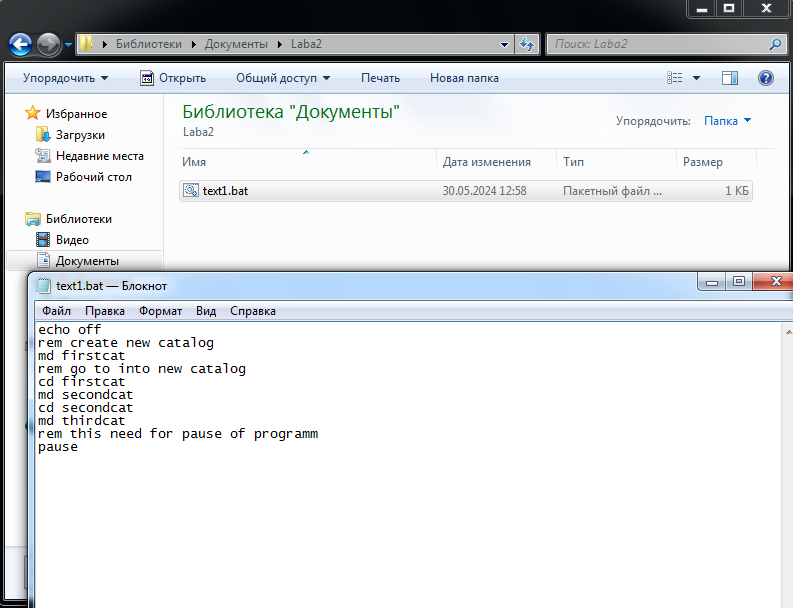 Библиотеки Документы Laba2
Поиск: Laba2
Упорядочить Открыть Общий доступ Печать Новая папка
Избранное
Загрузки
Недавние места
Рабочий стол
Библиотеки
Видео
Документы
Библиотека "Документы"
Laba2
Упорядочить: Папка
Имя Дата изменения Тип Размер
text1.bat 30.05.2024 12:58 Пакетный файл ... 1 КБ
text1.bat — Блокнот
Файл Правка Формат Вид Справка
echo off
rem create new catalog
md firstcat
rem go to into new catalog
cd firstcat
md secondcat
cd secondcat
md thirdcat
rem this need for pause of programm
pause